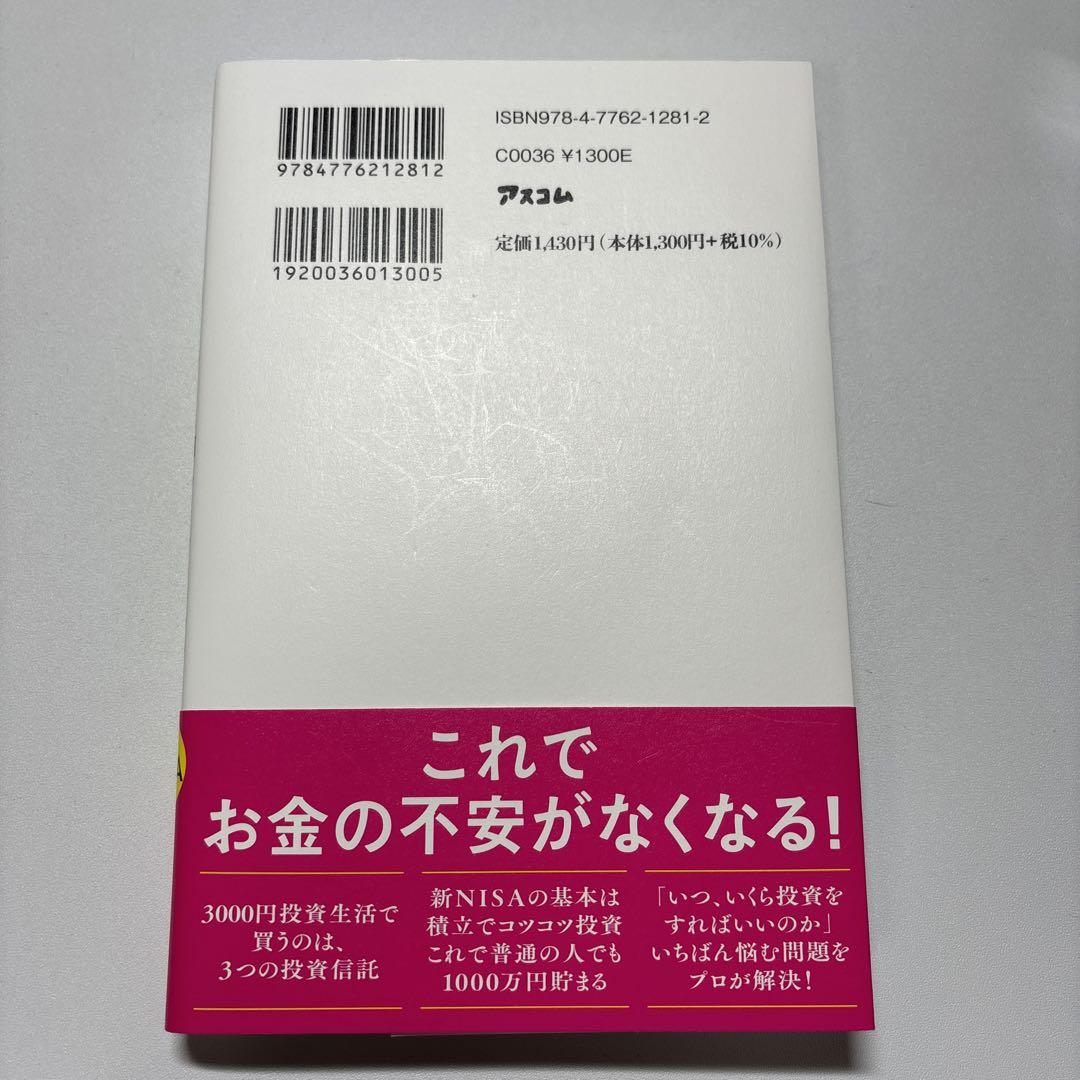 9784776212812
1920036013005
ISBN978-4-7762-1281-2
C0036 ¥1300E
アスコム
定価1,430円(本体1,300円+税10%)
これで
お金の不安がなくなる!
3000円投資生活で
買うのは、
3つの投資信託
新NISAの基本は
積立でコツコツ投資
これで普通の人でも
1000万円貯まる
「いつ、いくら投資を
すればいいのか」
いちばん悩む問題を
プロが解決!